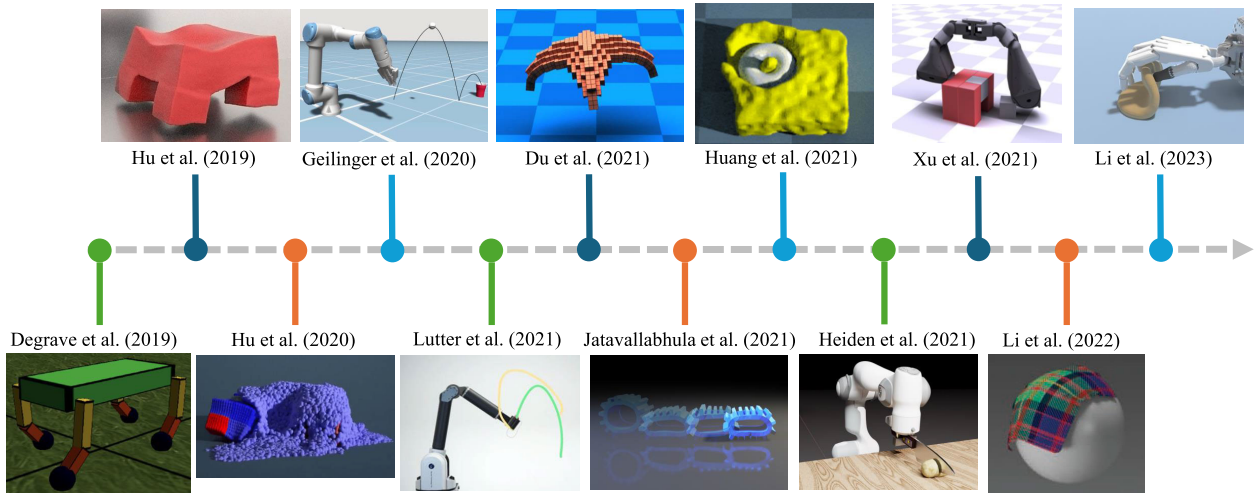 Hu et al. (2019)
Geilinger et al. (2020)
Du et al. (2021)
Huang et al. (2021)
Xu et al. (2021)
Li et al. (2023)
Degrave et al. (2019)
Hu et al. (2020)
Lutter et al. (2021)
Jatavallabhula et al. (2021)
Heiden et al. (2021)
Li et al. (2022)